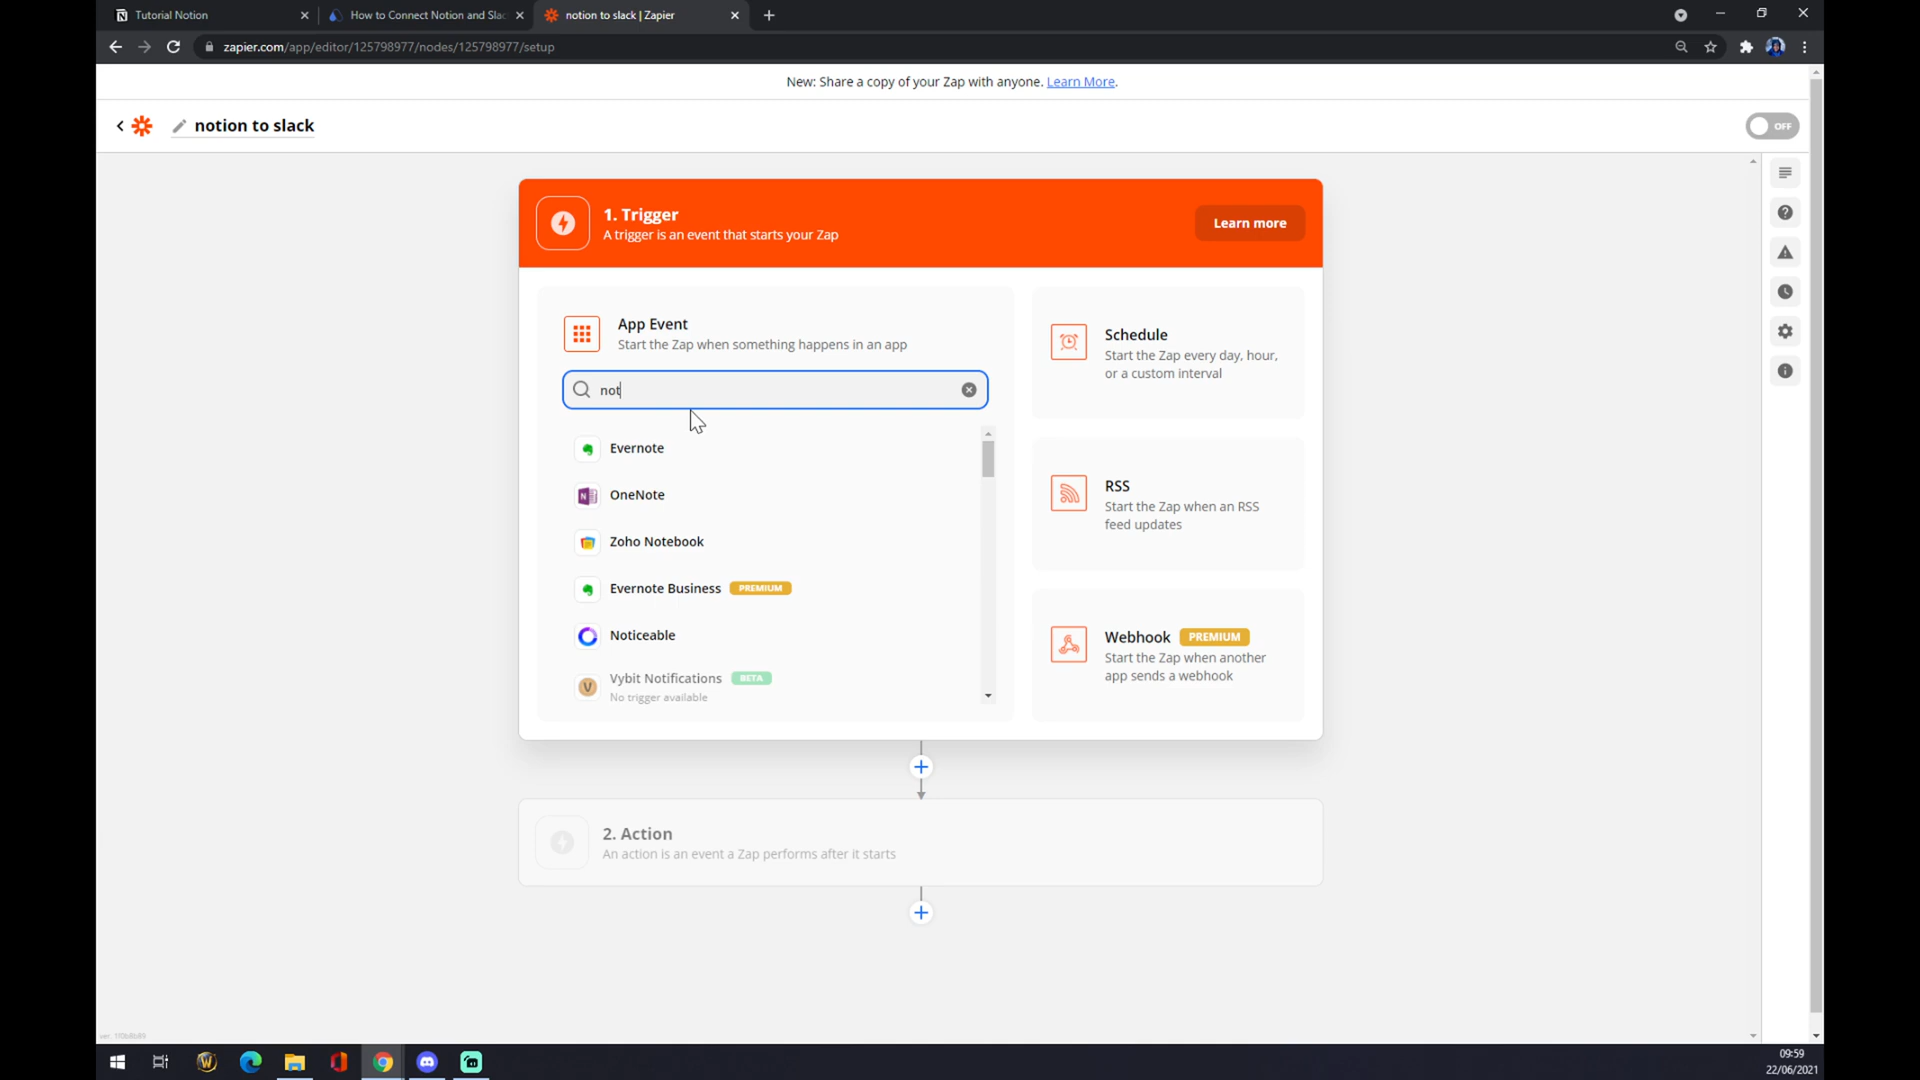 Tutorial Notion
How to Connect Notion and Slac
notion to slack | Zapier
zapier.com/app/editor/125798977/nodes/125798977/setup
New: Share a copy of your Zap with anyone. Learn More.
notion to slack
OFF
1. Trigger
A trigger is an event that starts your Zap
Learn more
App Event
Start the Zap when something happens in an app
not
Evernote
OneNote
Zoho Notebook
Evernote Business PREMIUM
Noticeable
Vybit Notifications BETA
No trigger available
Schedule
Start the Zap every day, hour,
or a custom interval
RSS
Start the Zap when an RSS
feed updates
Webhook PREMIUM
Start the Zap when another
app sends a webhook
2. Action
An action is an event a Zap performs after it starts
09:59
22/06/2021